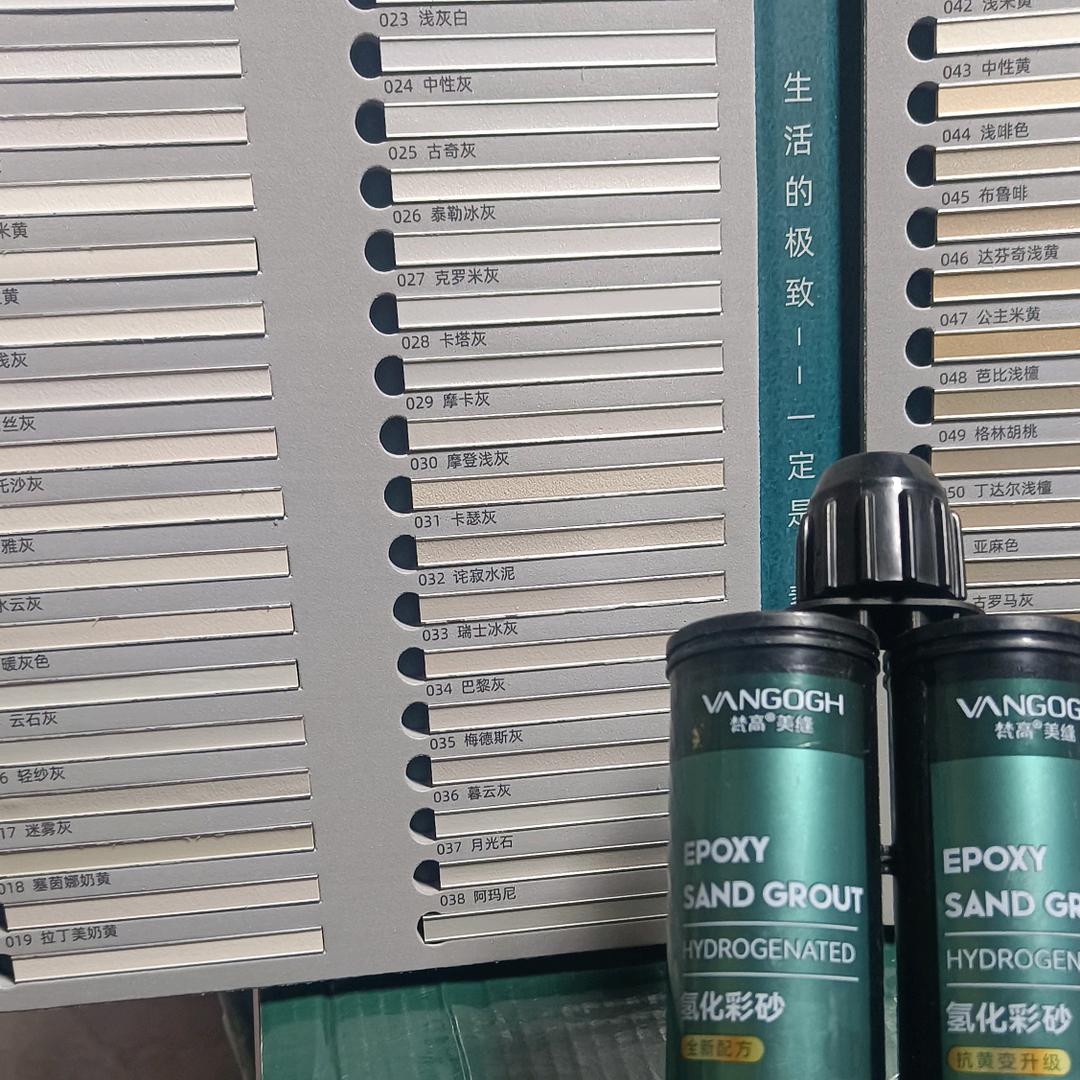 米黄
黄
浅灰
丝灰
托沙灰
雅灰
水云灰
暖灰色
云石灰
6 轻纱灰
17 迷雾灰
018 塞茵娜奶黄
019 拉丁美奶黄
023 浅灰白
024 中性灰
025 古奇灰
026 泰勒冰灰
027 克罗米灰
028 卡塔灰
029 摩卡灰
030 摩登浅灰
031 卡瑟灰
032 诧寂水泥
033 瑞士冰灰
034 巴黎灰
035 梅德斯灰
036 暮云灰
037 月光石
038 阿玛尼
生活的极致——一定是
042 浅米黄
043 中性黄
044 浅啡色
045 布鲁啡
046 达芬奇浅黄
047 公主米黄
048 芭比浅檀
049 格林胡桃
50 丁达尔浅檀
亚麻色
古罗马灰
VANGOGH
梵高®美缝
EPOXY
SAND GROUT
HYDROGENATED
氢化彩砂
全新配方
VANGOG
梵高®美缝
EPOXY
SAND GR
HYDROGEN
氢化彩砂
抗黄变升级